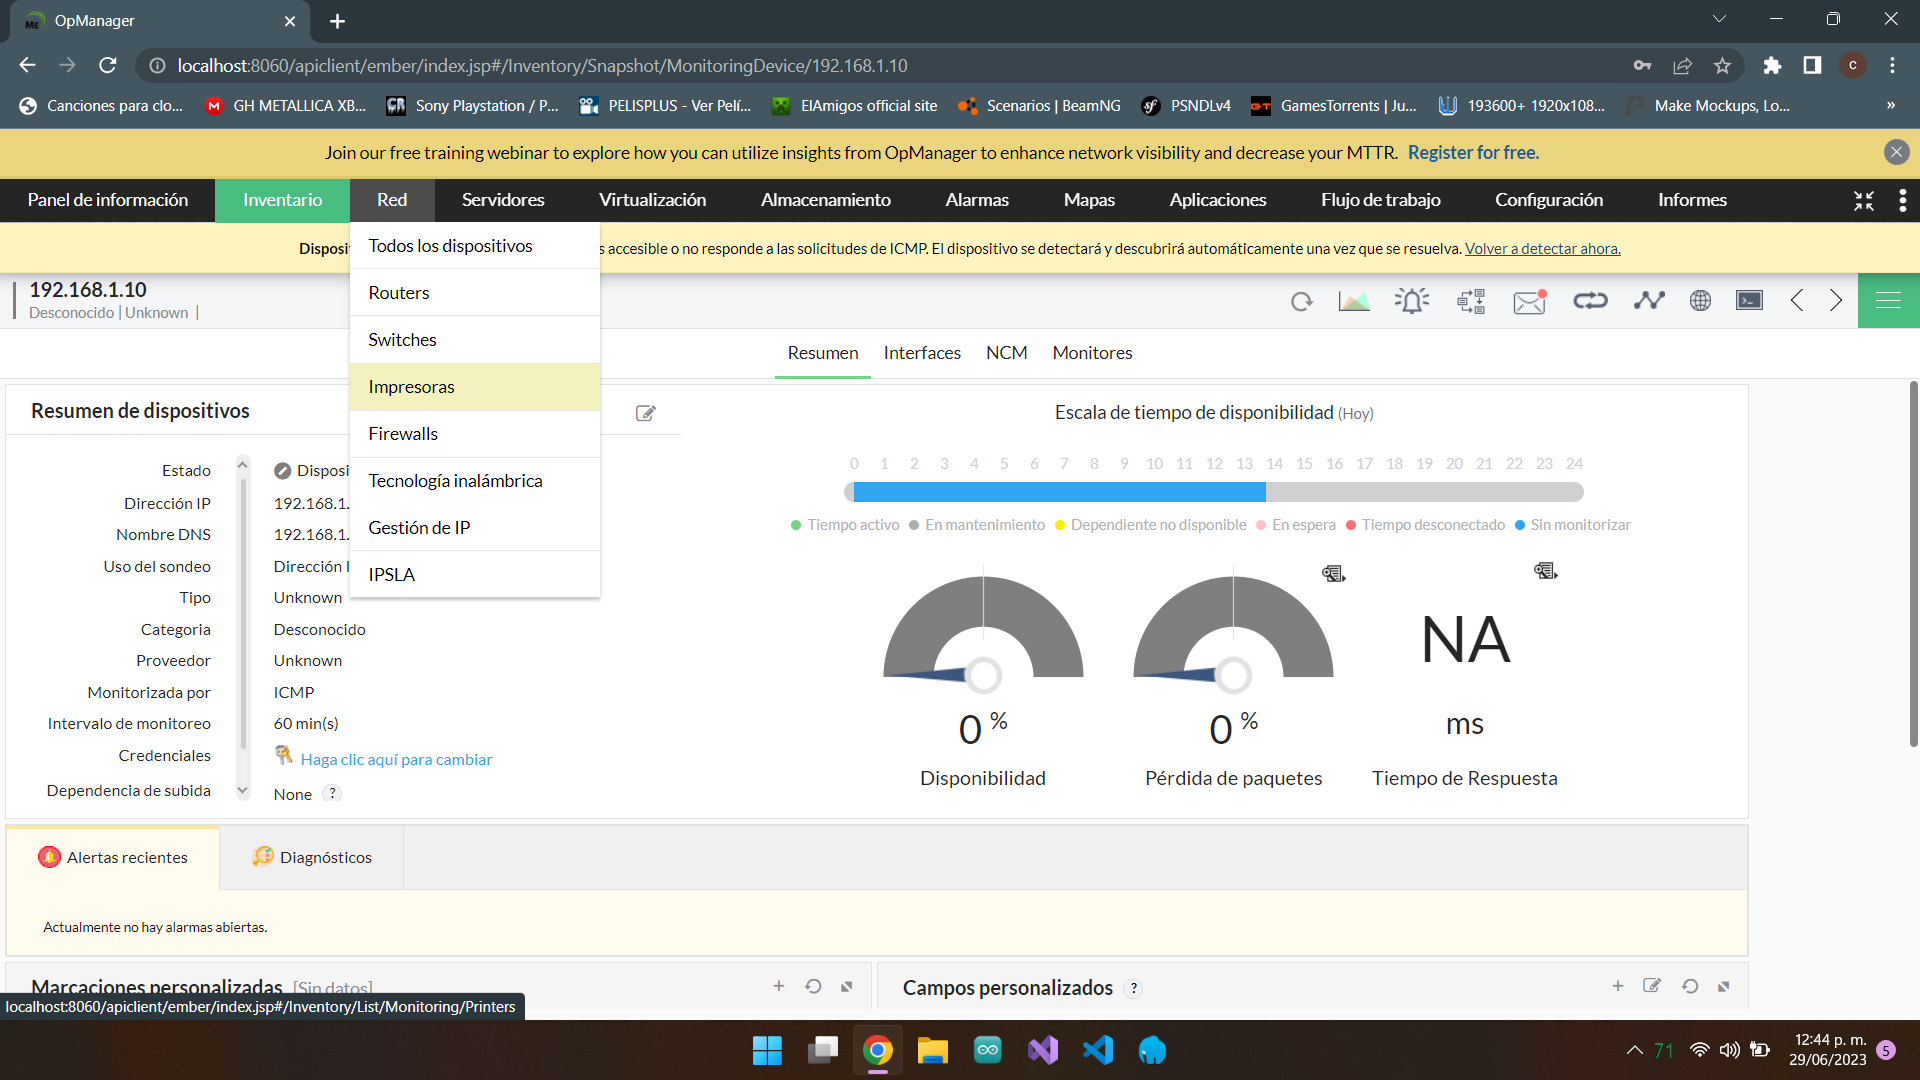 OpManager
localhost:8060/apiclient/ember/index.jsp#/Inventory/Snapshot/MonitoringDevice/192.168.1.10
C
Canciones para clo...
GH METALLICA XB...
Sony Playstation / P...
PELISPLUS - Ver Pelí...
ElAmigos official site
Scenarios | BeamNG
PSNDLv4
GamesTorrents | Ju...
193600+ 1920x108...
Make Mockups, Lo...
»
Join our free training webinar to explore how you can utilize insights from OpManager to enhance network visibility and decrease your MTTR. Register for free.
Panel de información
Inventario
Red
Servidores
Virtualización
Almacenamiento
Alarmas
Mapas
Aplicaciones
Flujo de trabajo
Configuración
Informes
Todos los dispositivos
Routers
Switches
Impresoras
Firewalls
Tecnología inalámbrica
Gestión de IP
IPSLA
Disposit
s accesible o no responde a las solicitudes de ICMP. El dispositivo se detectará y descubrirá automáticamente una vez que se resuelva. Volver a detectar ahora.
192.168.1.10
Desconocido | Unknown |
Resumen
Interfaces
NCM
Monitores
Resumen de dispositivos
Estado Disposi
Dirección IP 192.168.1.
Nombre DNS 192.168.1.
Uso del sondeo Dirección I
Tipo Unknown
Categoria Desconocido
Proveedor Unknown
Monitorizada por ICMP
Intervalo de monitoreo 60 min(s)
Credenciales Haga clic aquí para cambiar
Dependencia de subida None ?
Escala de tiempo de disponibilidad (Hoy)
0 1 2 3 4 5 6 7 8 9 10 11 12 13 14 15 16 17 18 19 20 21 22 23 24
Tiempo activo En mantenimiento Dependiente no disponible En espera Tiempo desconectado Sin monitorizar
0 %
Disponibilidad
0 %
Pérdida de paquetes
NA
ms
Tiempo de Respuesta
Alertas recientes
Diagnósticos
Actualmente no hay alarmas abiertas.
Marcaciones personalizadas [Sin datos]
Campos personalizados ?
localhost:8060/apiclient/ember/index.jsp#/Inventory/List/Monitoring/Printers
71
12:44 p. m.
29/06/2023
5